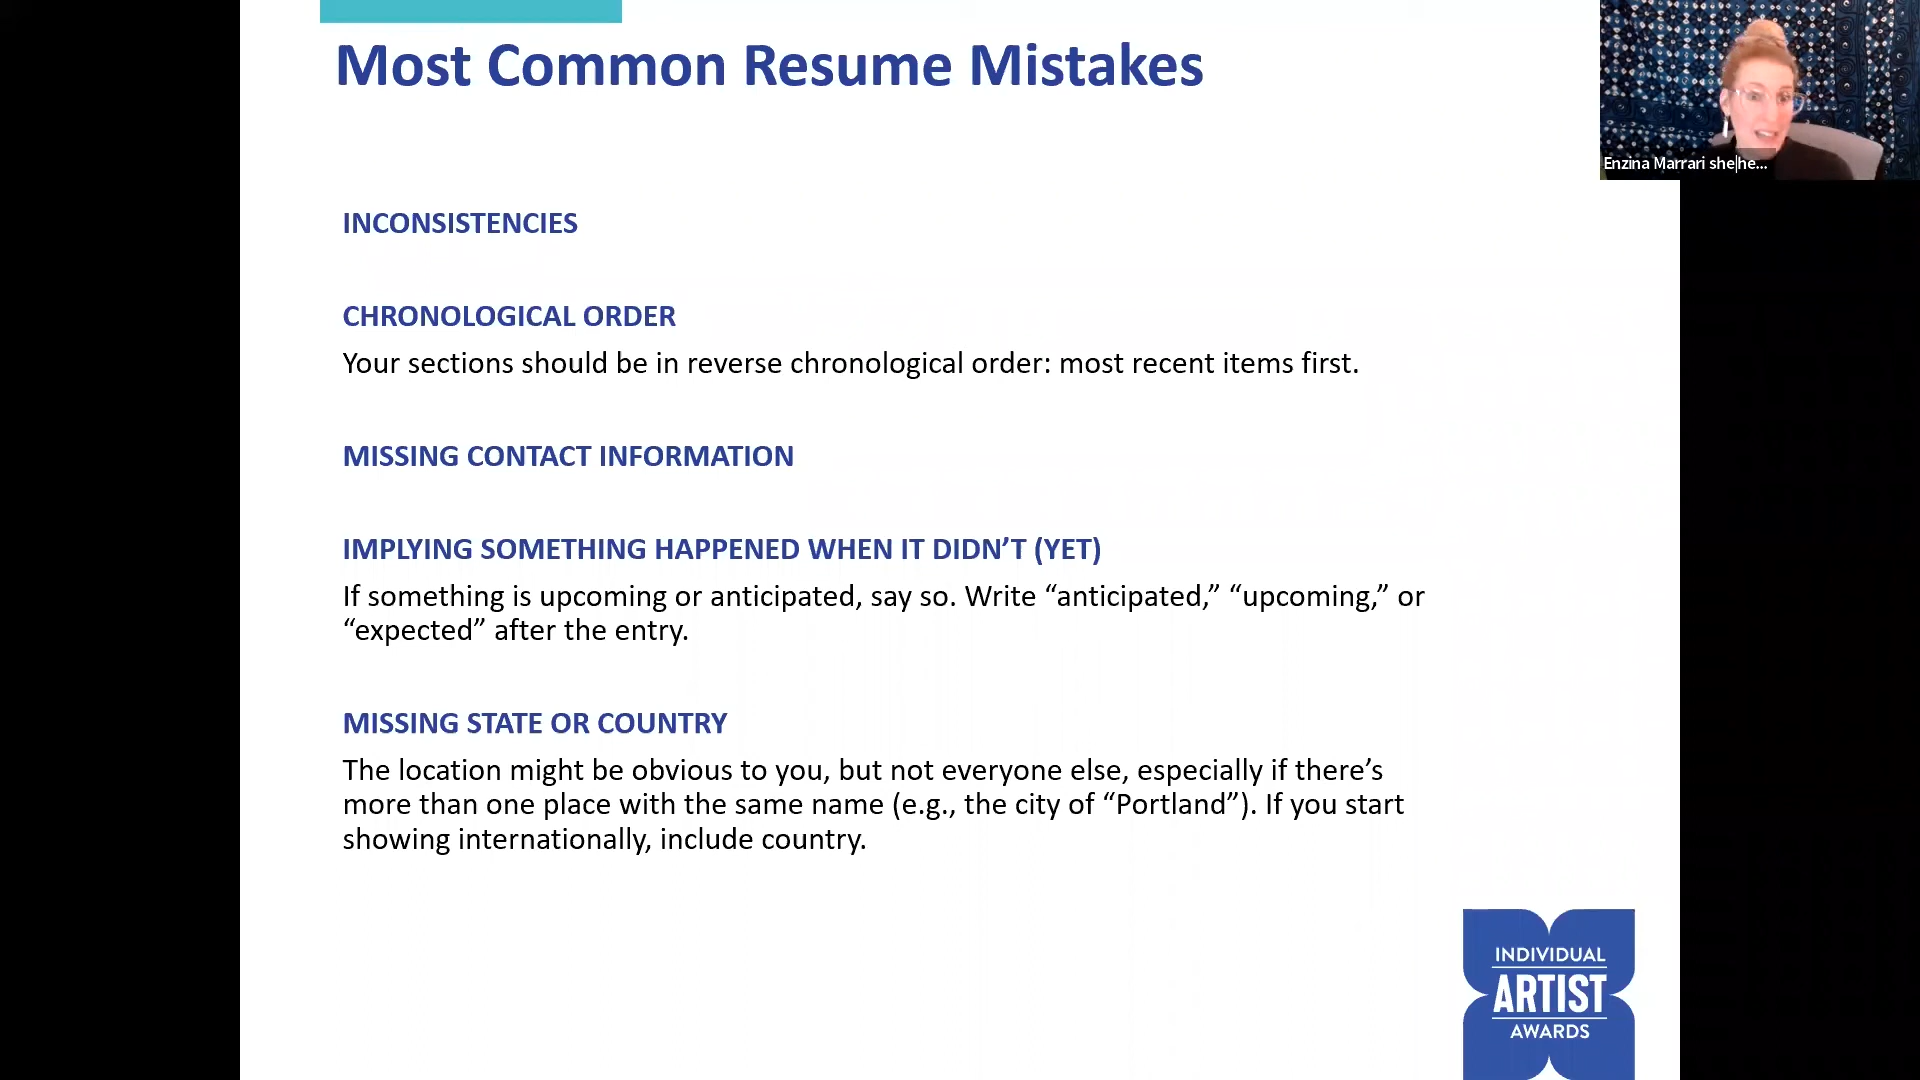 Most Common Resume Mistakes
Enzina Marrari she|he...
INCONSISTENCIES
CHRONOLOGICAL ORDER
Your sections should be in reverse chronological order: most recent items first.
MISSING CONTACT INFORMATION
IMPLYING SOMETHING HAPPENED WHEN IT DIDN’T (YET)
If something is upcoming or anticipated, say so. Write “anticipated,” “upcoming,” or
“expected” after the entry.
MISSING STATE OR COUNTRY
The location might be obvious to you, but not everyone else, especially if there’s
more than one place with the same name (e.g., the city of “Portland”). If you start
showing internationally, include country.
INDIVIDUAL
ARTIST
AWARDS